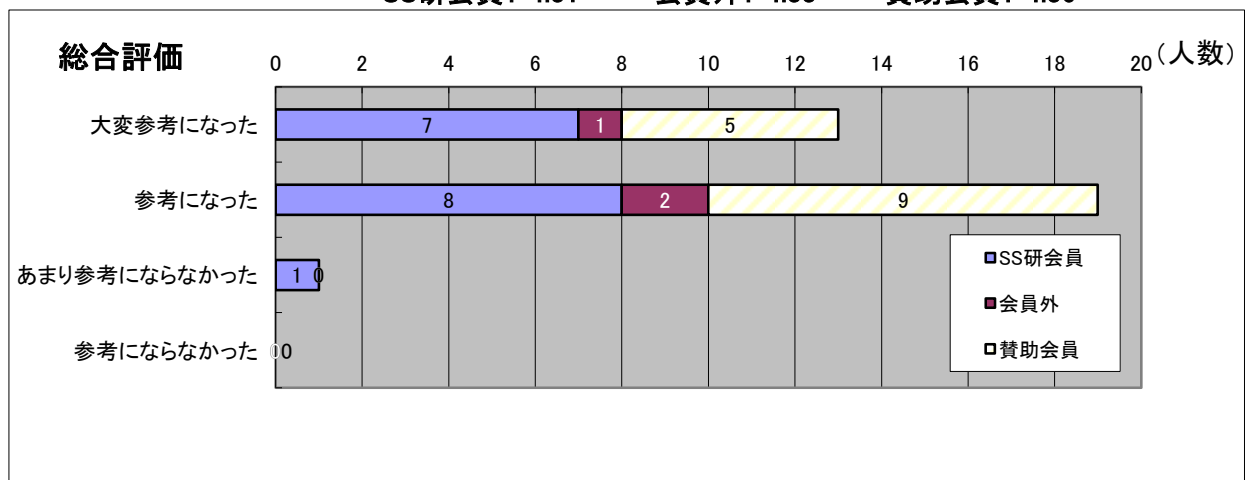 総合評価
0 2 4 6 8 10 12 14 16 18 20 (人数)
大変参考になった 7 1 5
参考になった 8 2 9
あまり参考にならなかった 1 0
参考にならなかった 0 0
SS研会員
会員外
賛助会員